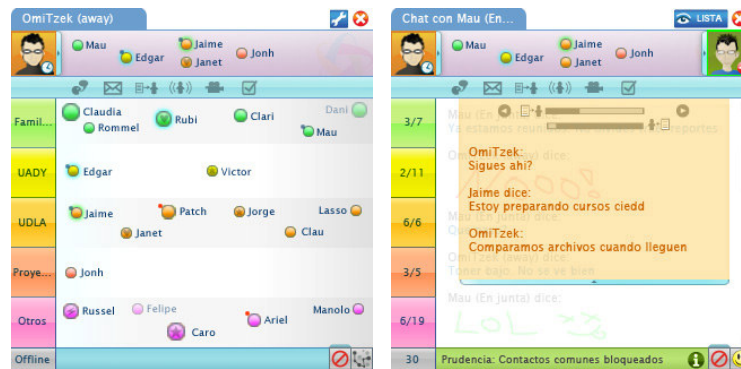 OmiTzek (away)
Mau
Edgar
Jaime
Janet
Jonh
Famil...
Claudia
Rommel
Rubi
Clari
Dani
Mau
UADY
Edgar
Victor
UDLA
Jaime
Patch
Jorge
Lasso
Janet
Clau
Proye...
Jonh
Otros
Russel
Felipe
Caro
Ariel
Manolo
Offline
Chat con Mau (En...
LISTA
Mau
Edgar
Jaime
Janet
Jonh
3/7
2/11
6/6
3/5
6/19
30
Mau (En junta) dice:
Ya estamos reportes
OmiTzek:
Sigues ahi?
Jaime dice:
Estoy preparando cursos ciedd
OmiTzek:
Comparamos archivos cuando lleguen
OmiTzek (away) dice:
Toner bajo. No se ve bien
Mau (En junta) dice:
LOL
Prudencia: Contactos comunes bloqueados